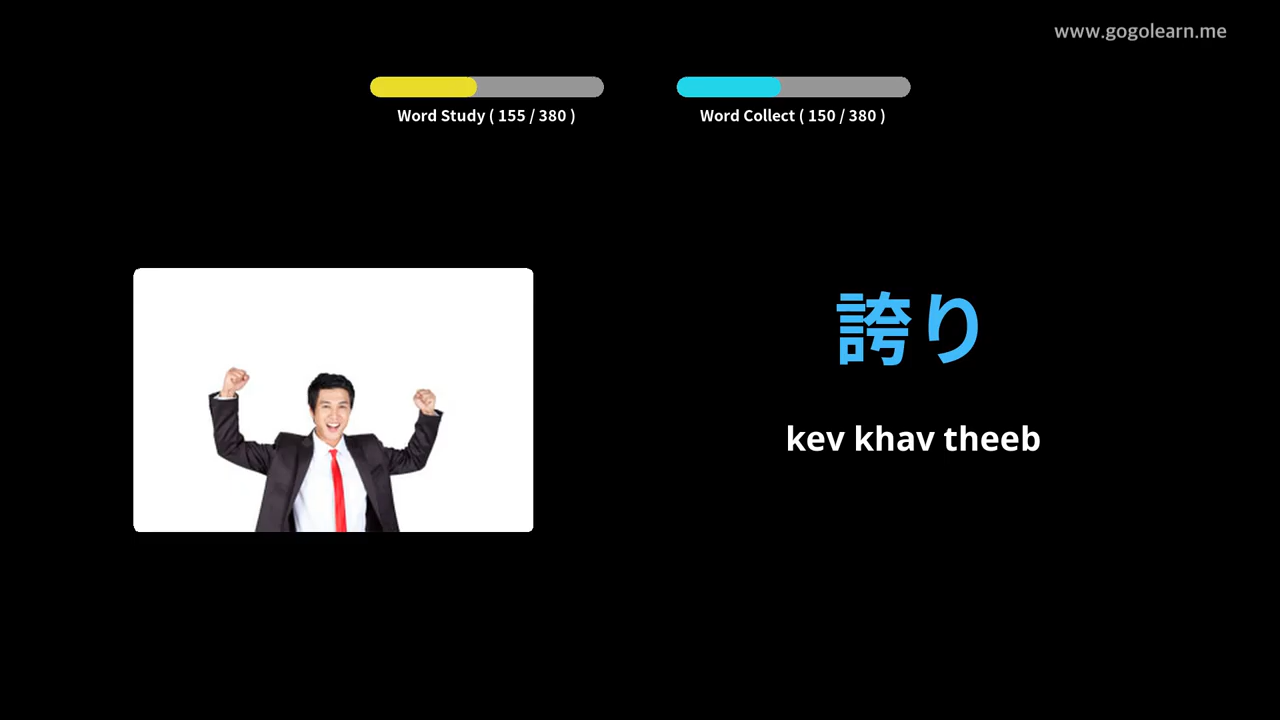 www.gogolearn.me
Word Study ( 155 / 380 )
Word Collect ( 150 / 380 )
誇り
kev khav theeb